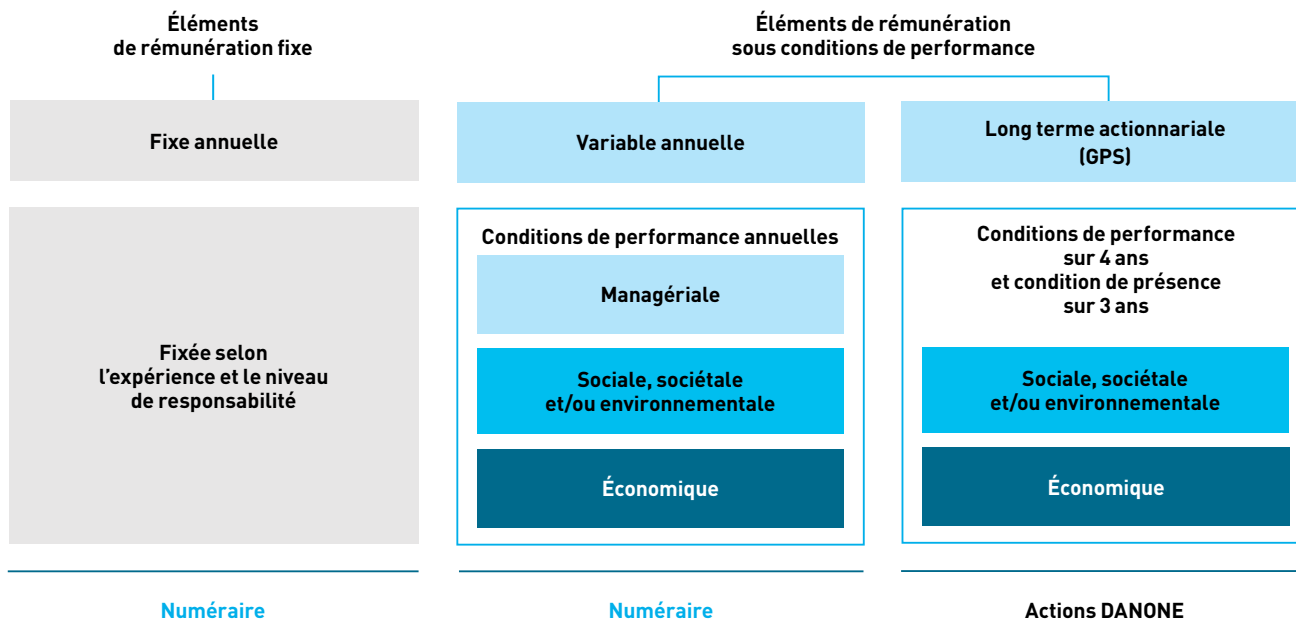 Éléments
de rémunération fixe
Éléments de rémunération
sous conditions de performance
Fixe annuelle
Variable annuelle
Long terme actionnariale
(GPS)
Fixée selon
l'expérience et le niveau
de responsabilité
Conditions de performance annuelles
Managériale
Sociale, sociétale
et/ou environnementale
Économique
Conditions de performance
sur 4 ans
et condition de présence
sur 3 ans
Sociale, sociétale
et/ou environnementale
Économique
Numéraire
Numéraire
Actions DANONE